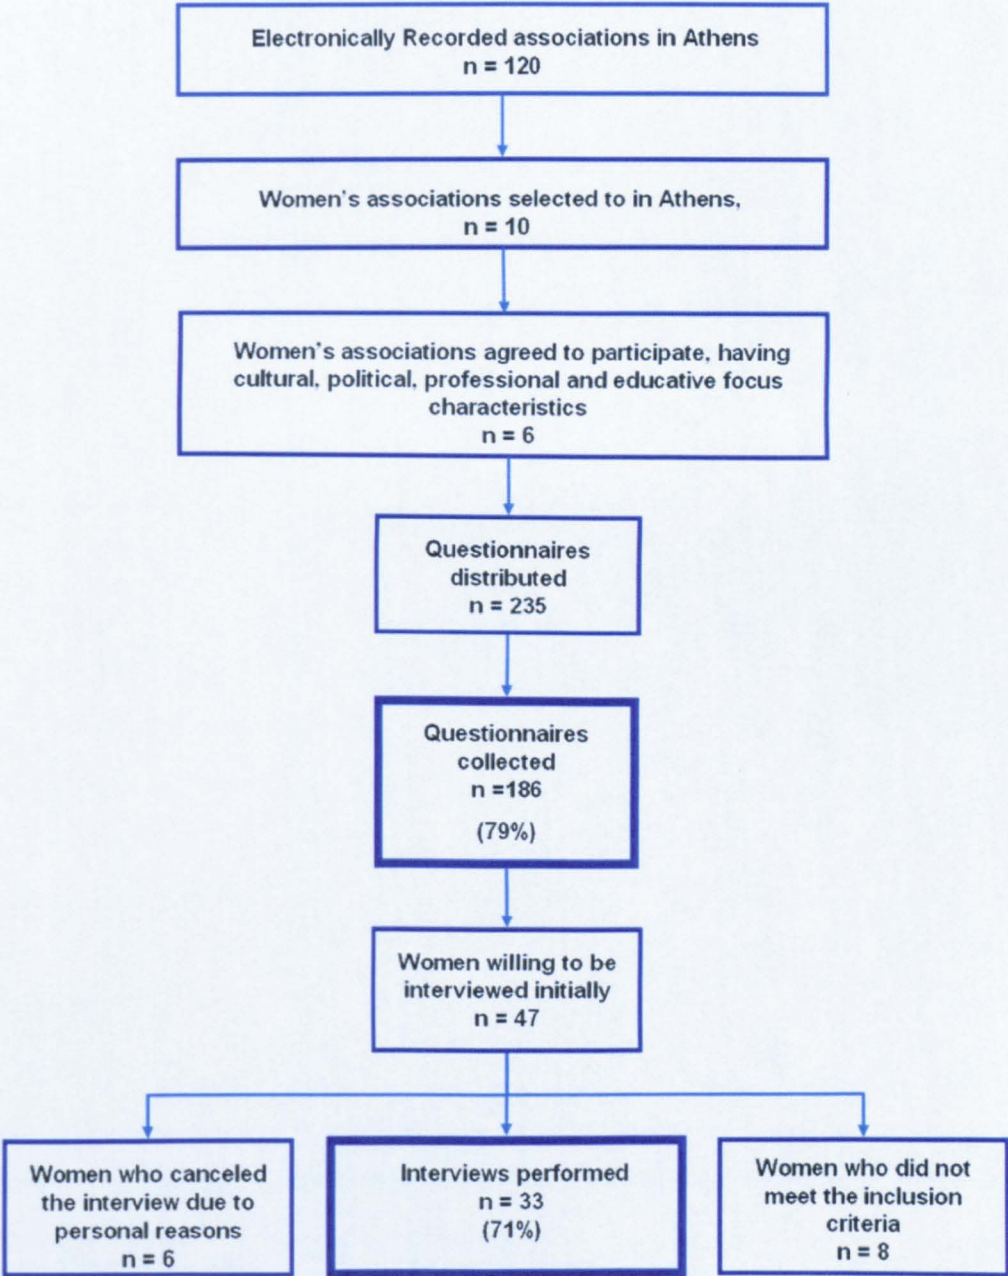 Electronically Recorded associations in Athens
n = 120
Women's associations selected to in Athens,
n = 10
Women's associations agreed to participate, having
cultural, political, professional and educative focus
characteristics
n = 6
Questionnaires
distributed
n = 235
Questionnaires
collected
n =186
(79%)
Women willing to be
interviewed initially
n = 47
Women who canceled
the interview due to
personal reasons
n = 6
Interviews performed
n = 33
(71%)
Women who did not
meet the inclusion
criteria
n = 8